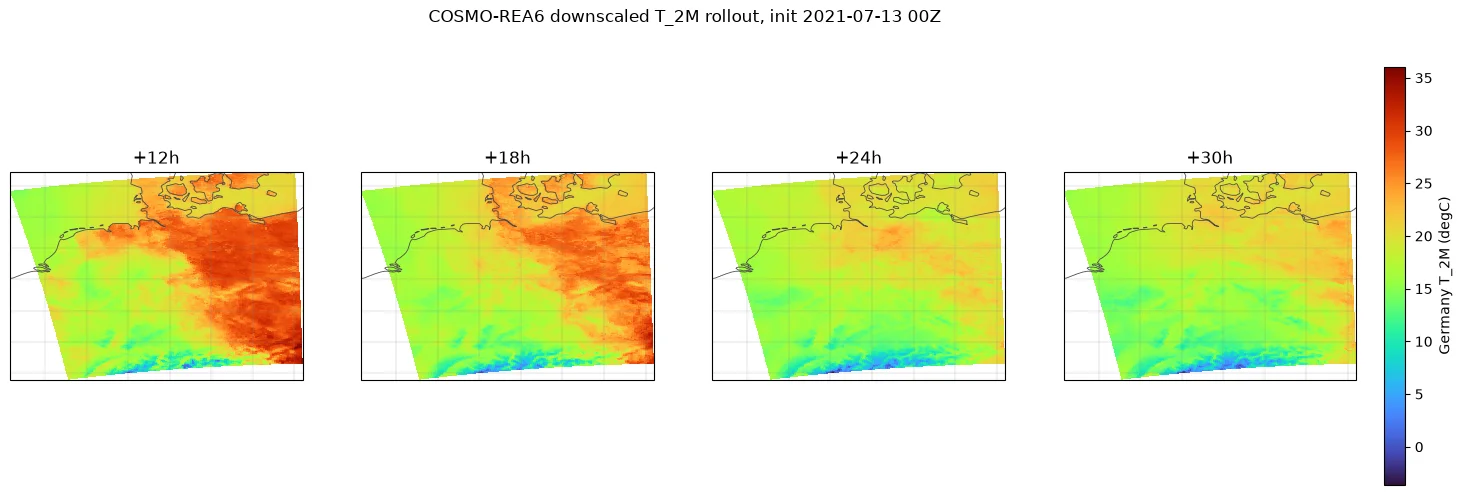 COSMO-REA6 downscaled T_2M rollout, init 2021-07-13 00Z
+12h
+18h
+24h
+30h
35
30
25
20
15
10
5
0
Germany T_2M (degC)